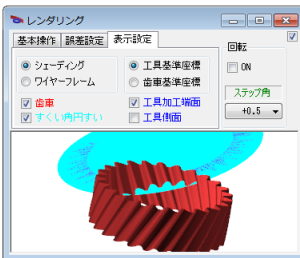 レンダリング
基本操作 誤差設定 表示設定
シェーディング
ワイヤーフレーム
工具基準座標
歯車基準座標
歯車
すくい角円すい
工具加工端面
工具側面
回転
ON
ステップ角
+0.5